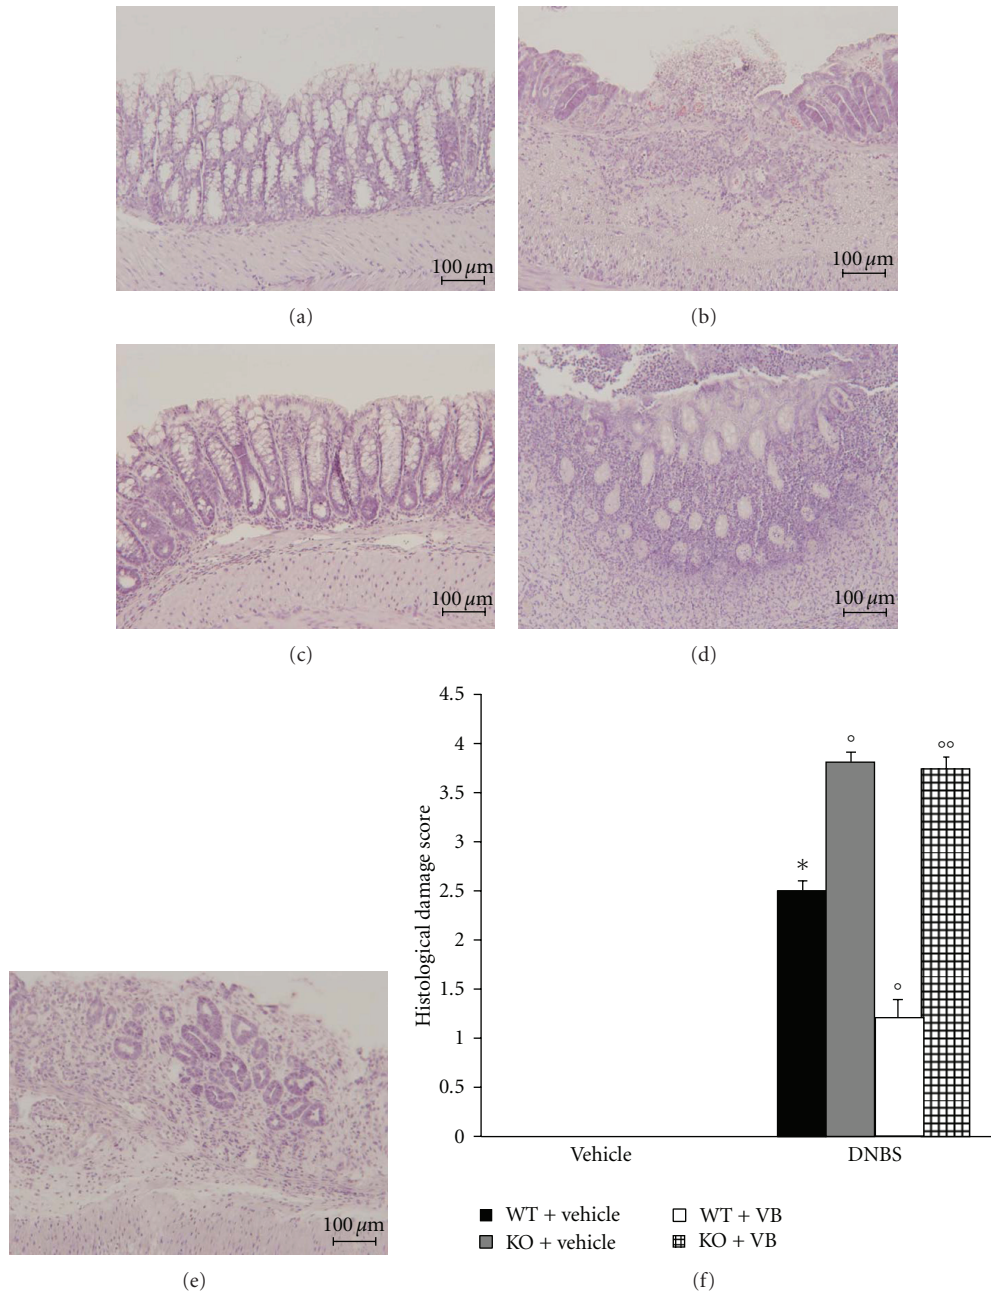 100 μm
100 μm
(a)
(b)
100 μm
100 μm
(c)
(d)
4.5
4
3.5
3
2.5
2
1.5
1
0.5
0
Histological damage score
*
°
°
°°
Vehicle
DNBS
WT + vehicle
WT + VB
KO + vehicle
KO + VB
100 μm
(e)
(f)